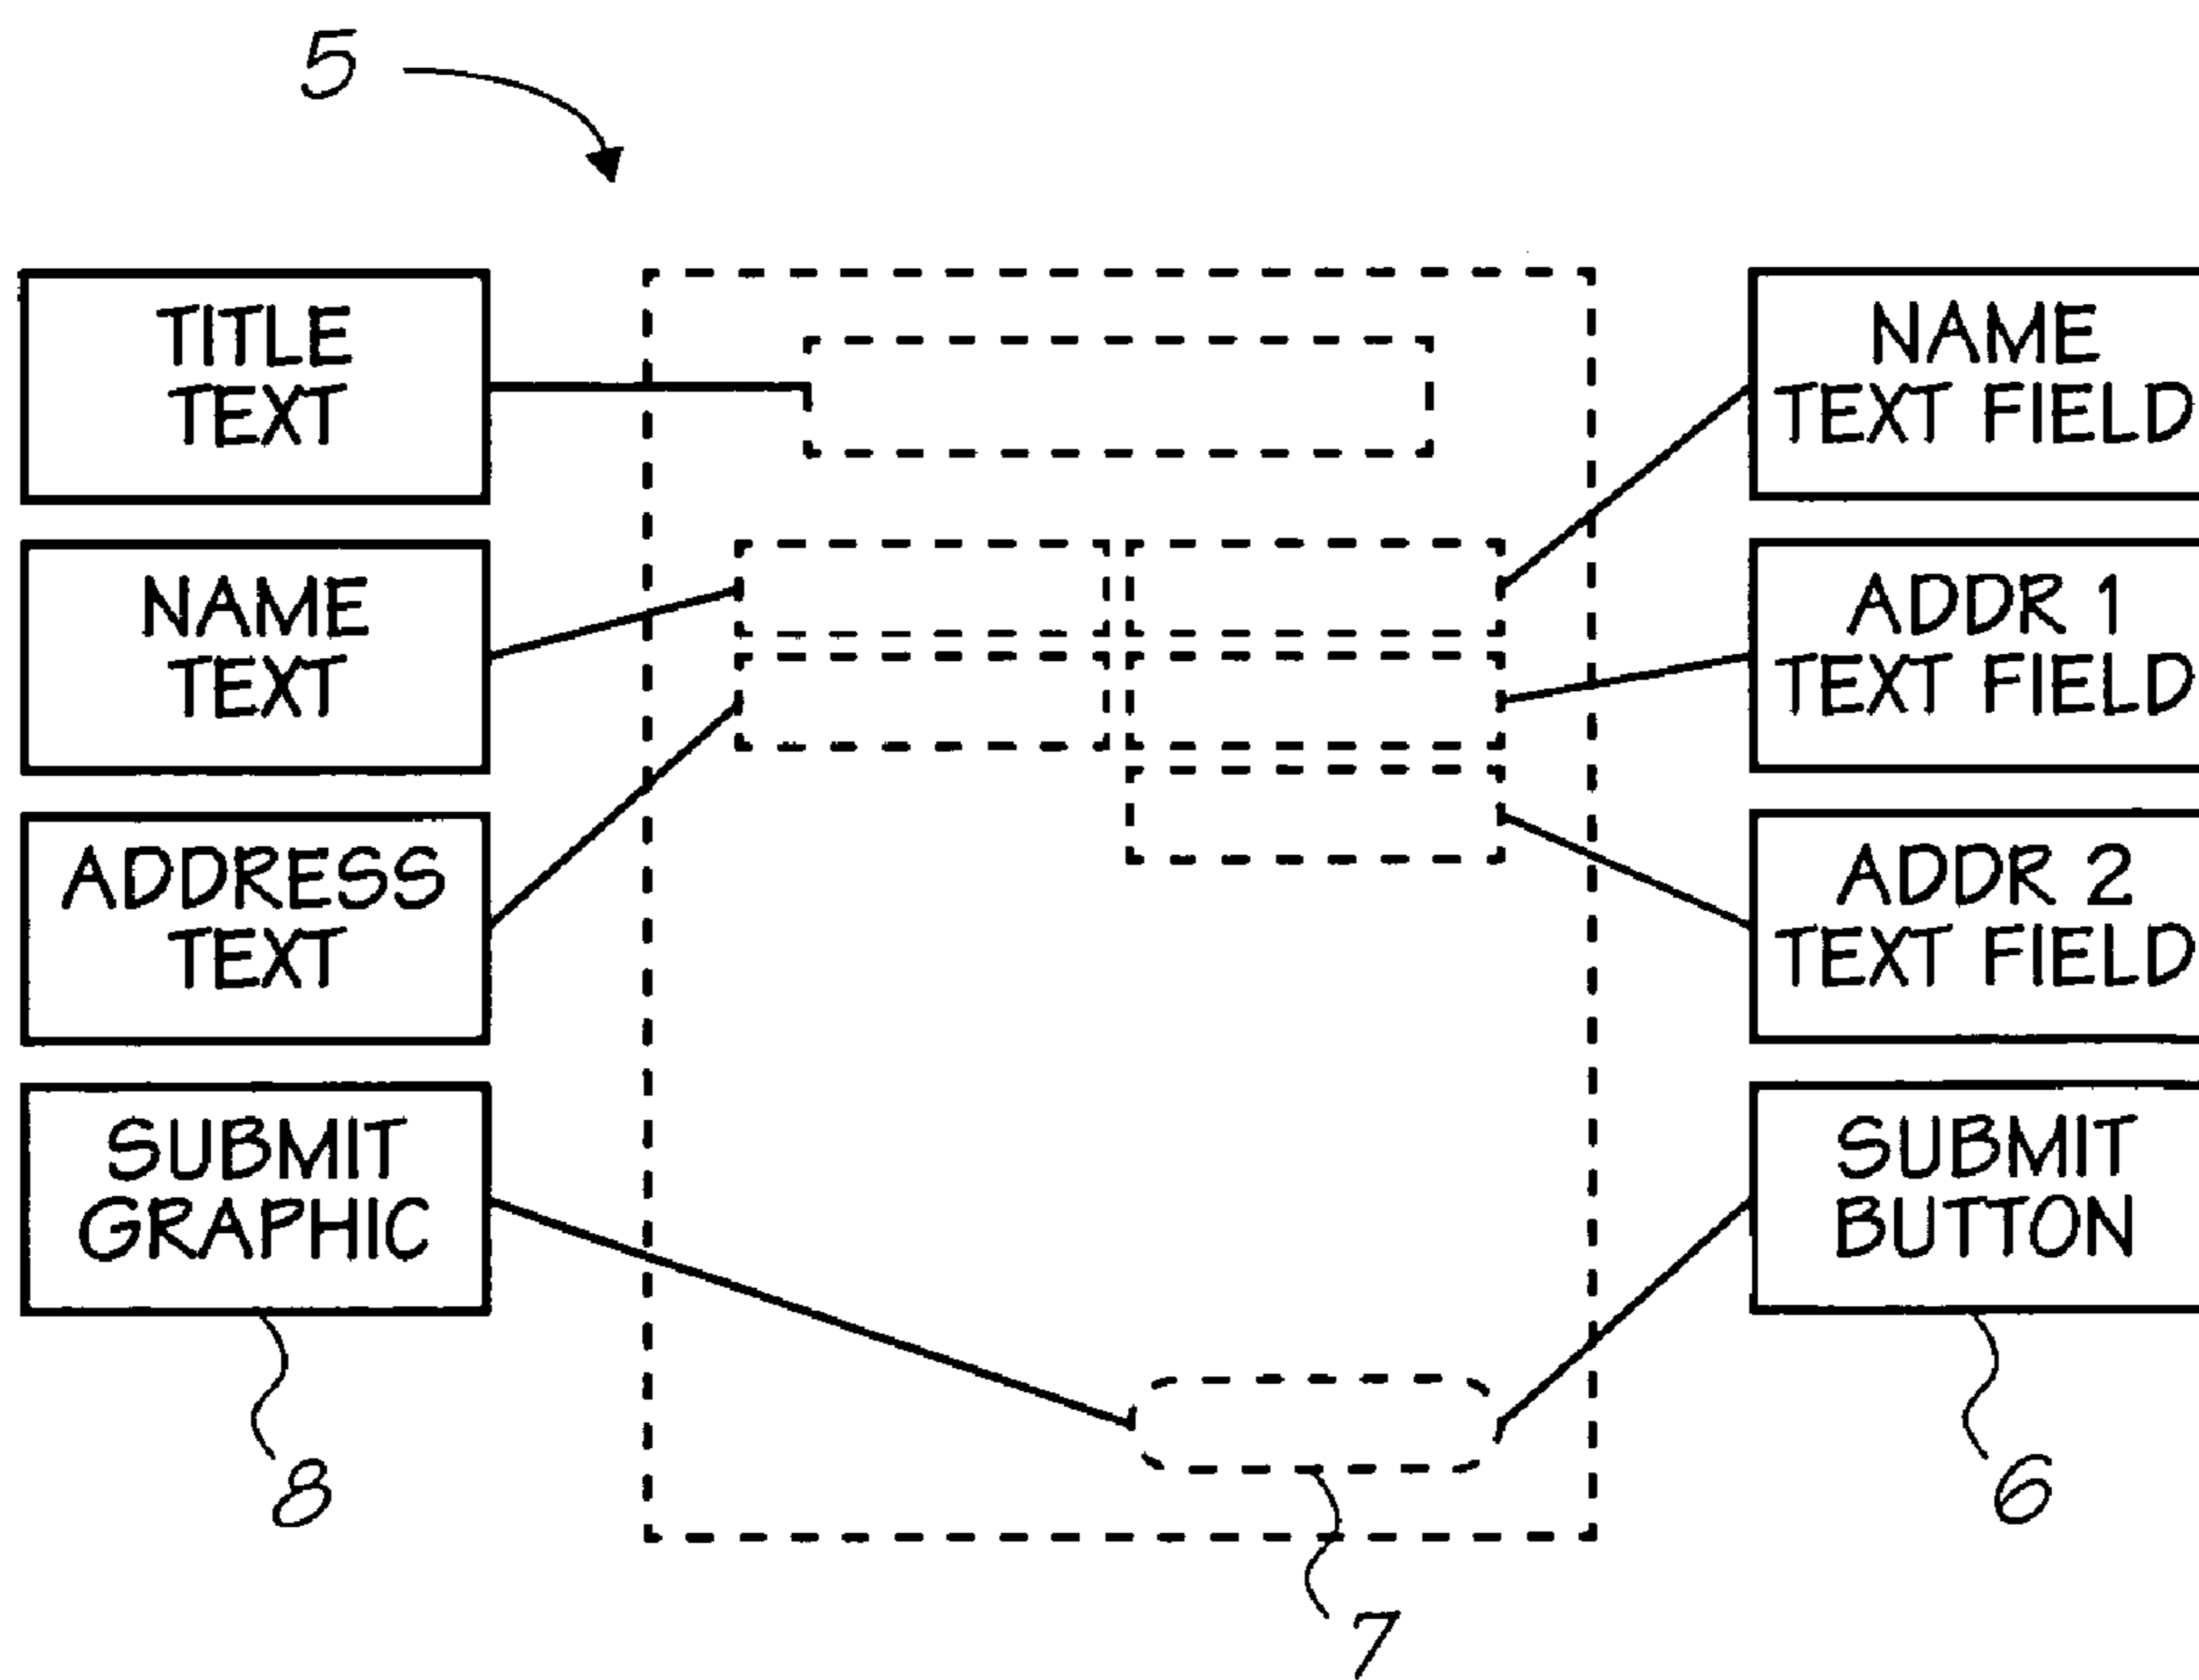 5
TITLE
TEXT
NAME
TEXT FIELD
NAME
TEXT
ADDR 1
TEXT FIELD
ADDRESS
TEXT
ADDR 2
TEXT FIELD
SUBMIT
GRAPHIC
SUBMIT
BUTTON
8
6
7